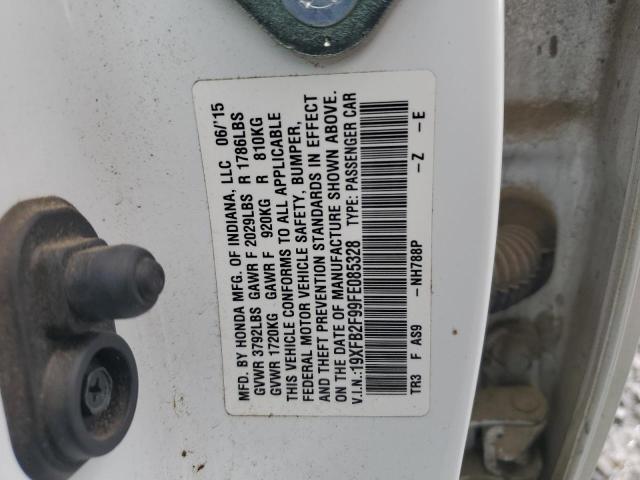 MFD. BY HONDA MFG. OF INDIANA, LLC 06/'15
GVWR 3792LBS GAWR F 2029LBS R 1786LBS
GVWR 1720KG GAWR F 920KG R 810KG
THIS VEHICLE CONFORMS TO ALL APPLICABLE
FEDERAL MOTOR VEHICLE SAFETY, BUMPER,
AND THEFT PREVENTION STANDARDS IN EFFECT
ON THE DATE OF MANUFACTURE SHOWN ABOVE.
V.I.N.:19XFB2F99FE085328 TYPE: PASSENGER CAR
TR3 F AS9 -NH788P -Z -E